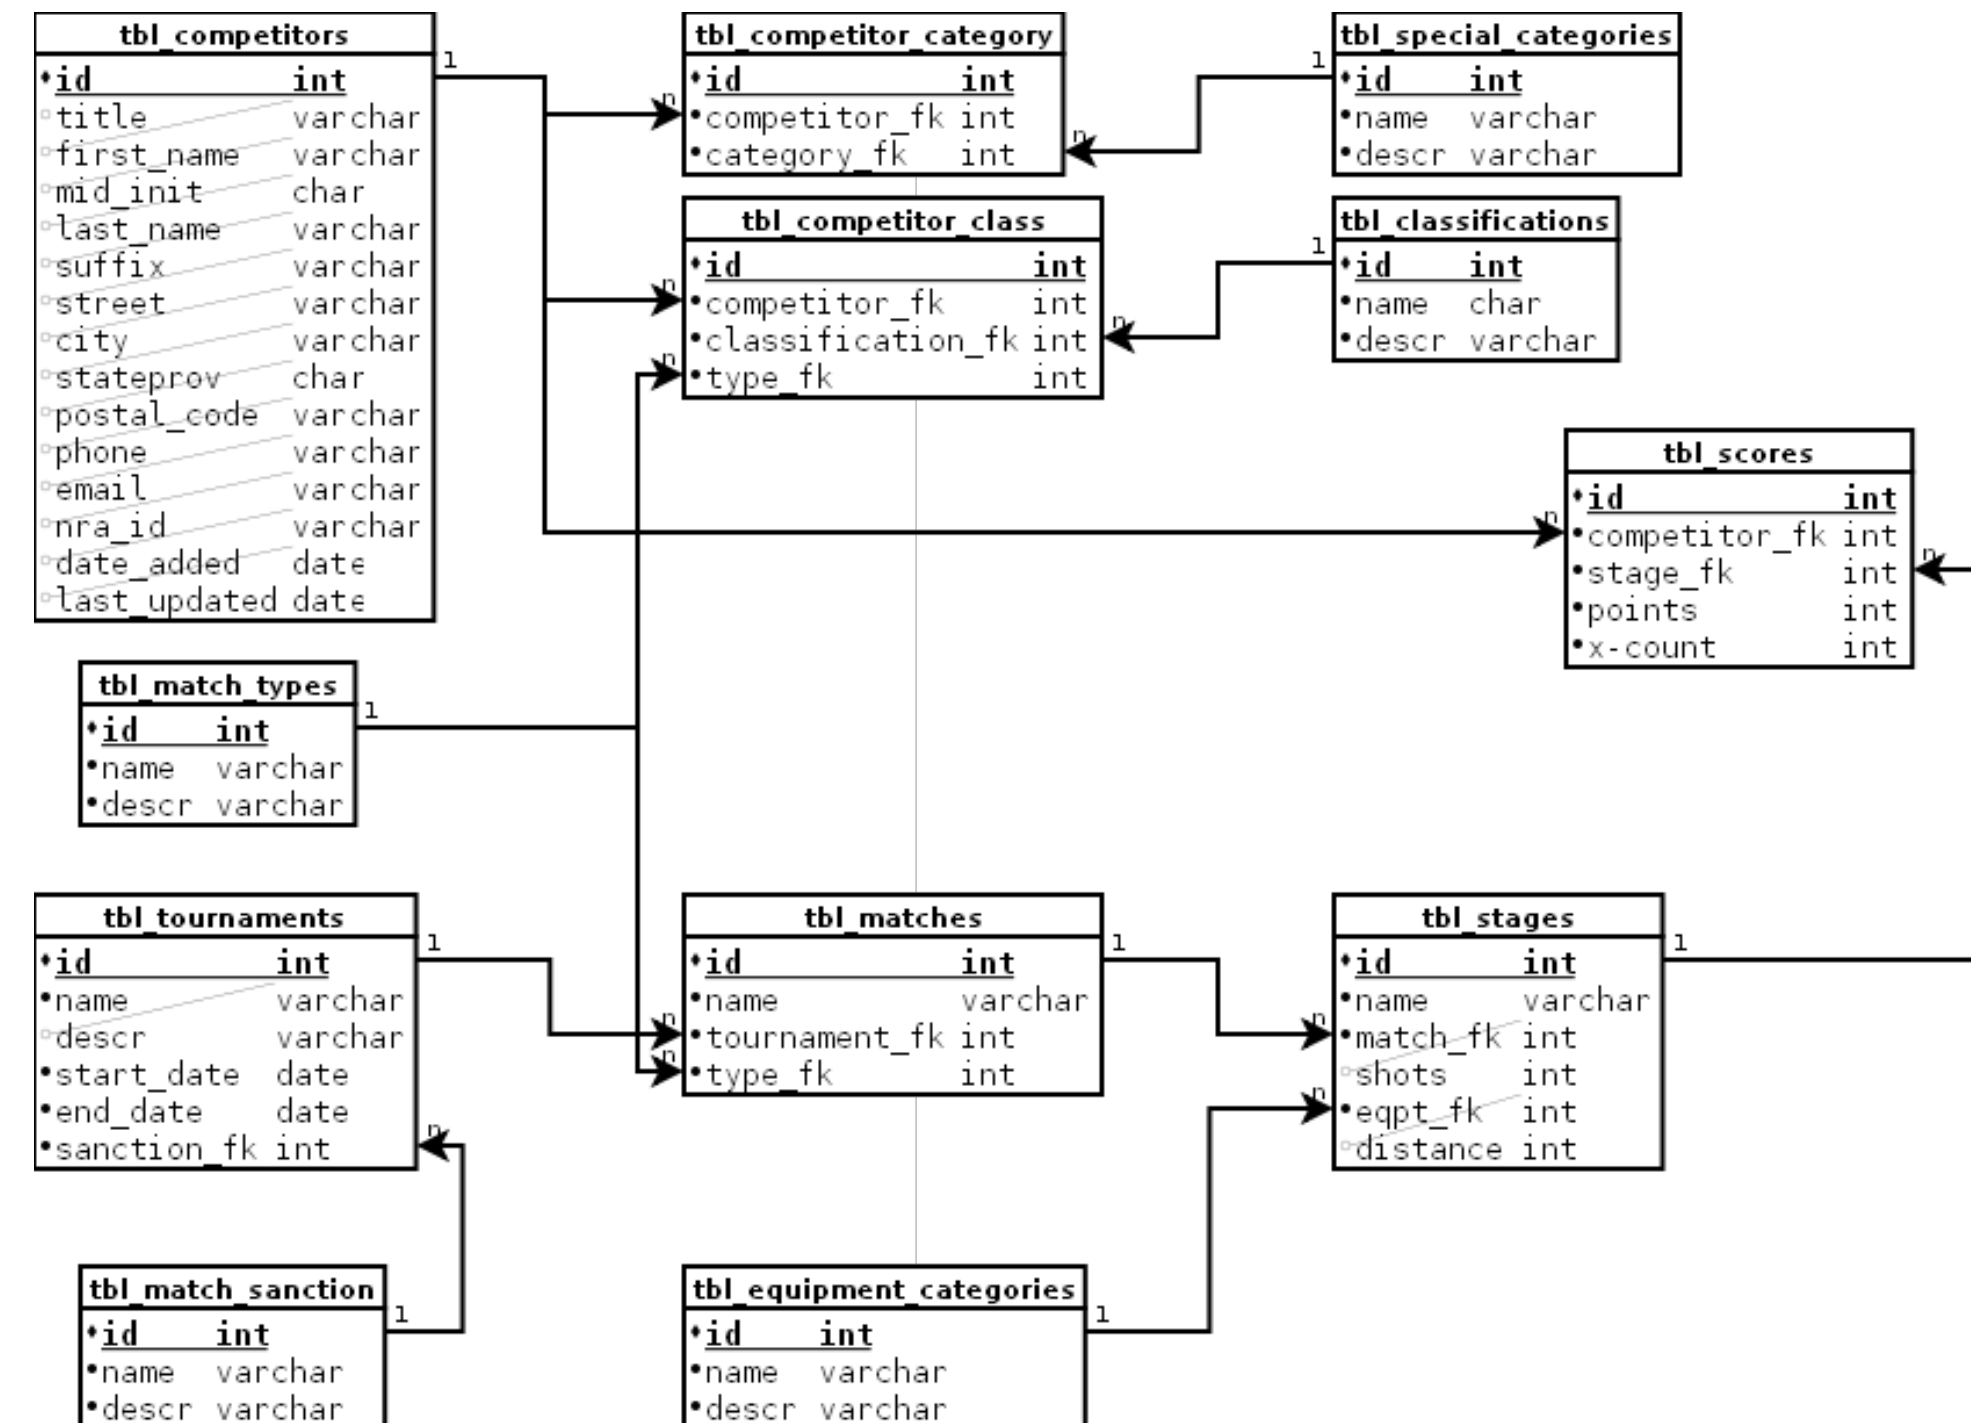 tbl_competitors
id int
title varchar
first_name varchar
mid_init char
last_name varchar
suffix varchar
street varchar
city varchar
stateprov char
postal_code varchar
phone varchar
email varchar
nra_id varchar
date_added date
last_updated date
1
tbl_competitor_category
id int
n
competitor_fk int
category_fk int
n
tbl_special_categories
1
id int
name varchar
descr varchar
tbl_competitor_class
id int
n
competitor_fk int
classification_fk int
n
n
type_fk int
tbl_classifications
1
id int
name char
descr varchar
tbl_scores
id int
n
competitor_fk int
stage_fk int
n
points int
x-count int
tbl_match_types
1
id int
name varchar
descr varchar
tbl_tournaments
1
id int
name varchar
descr varchar
start_date date
end_date date
sanction_fk int
n
tbl_matches
1
id int
name varchar
n
tournament_fk int
n
type_fk int
tbl_stages
1
id int
name varchar
n
match_fk int
shots int
n
eqpt_fk int
distance int
tbl_match_sanction
1
id int
name varchar
descr varchar
tbl_equipment_categories
1
id int
name varchar
descr varchar